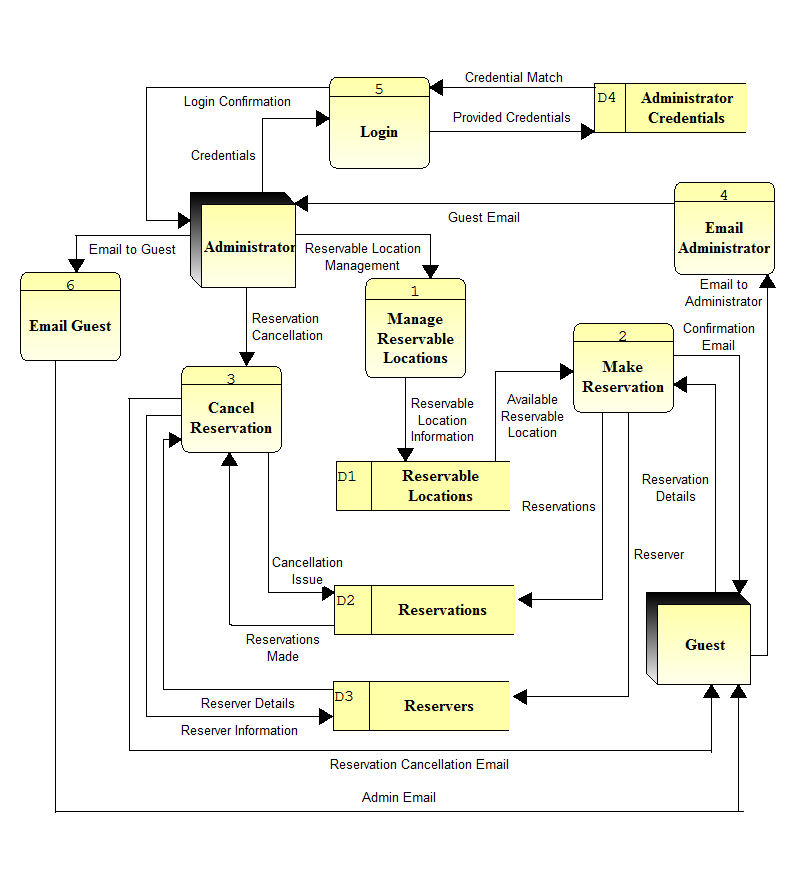 Credential Match
5
Login Confirmation
D4
Administrator
Credentials
Provided Credentials
Login
Credentials
4
Guest Email
Email
Administrator
Administrator
Email to Guest
Reservable Location
Management
6
Email Guest
1
Manage
Reservable
Locations
Email to
Administrator
Reservation
Cancellation
Confirmation
Email
2
Make
Reservation
3
Cancel
Reservation
Available
Reservable
Location
Reservable
Location
Information
D1
Reservable
Locations
Reservation
Details
Reservations
Reserver
Cancellation
Issue
D2
Reservations
Reservations
Made
Guest
D3
Reservers
Reserver Details
Reserver Information
Reservation Cancellation Email
Admin Email